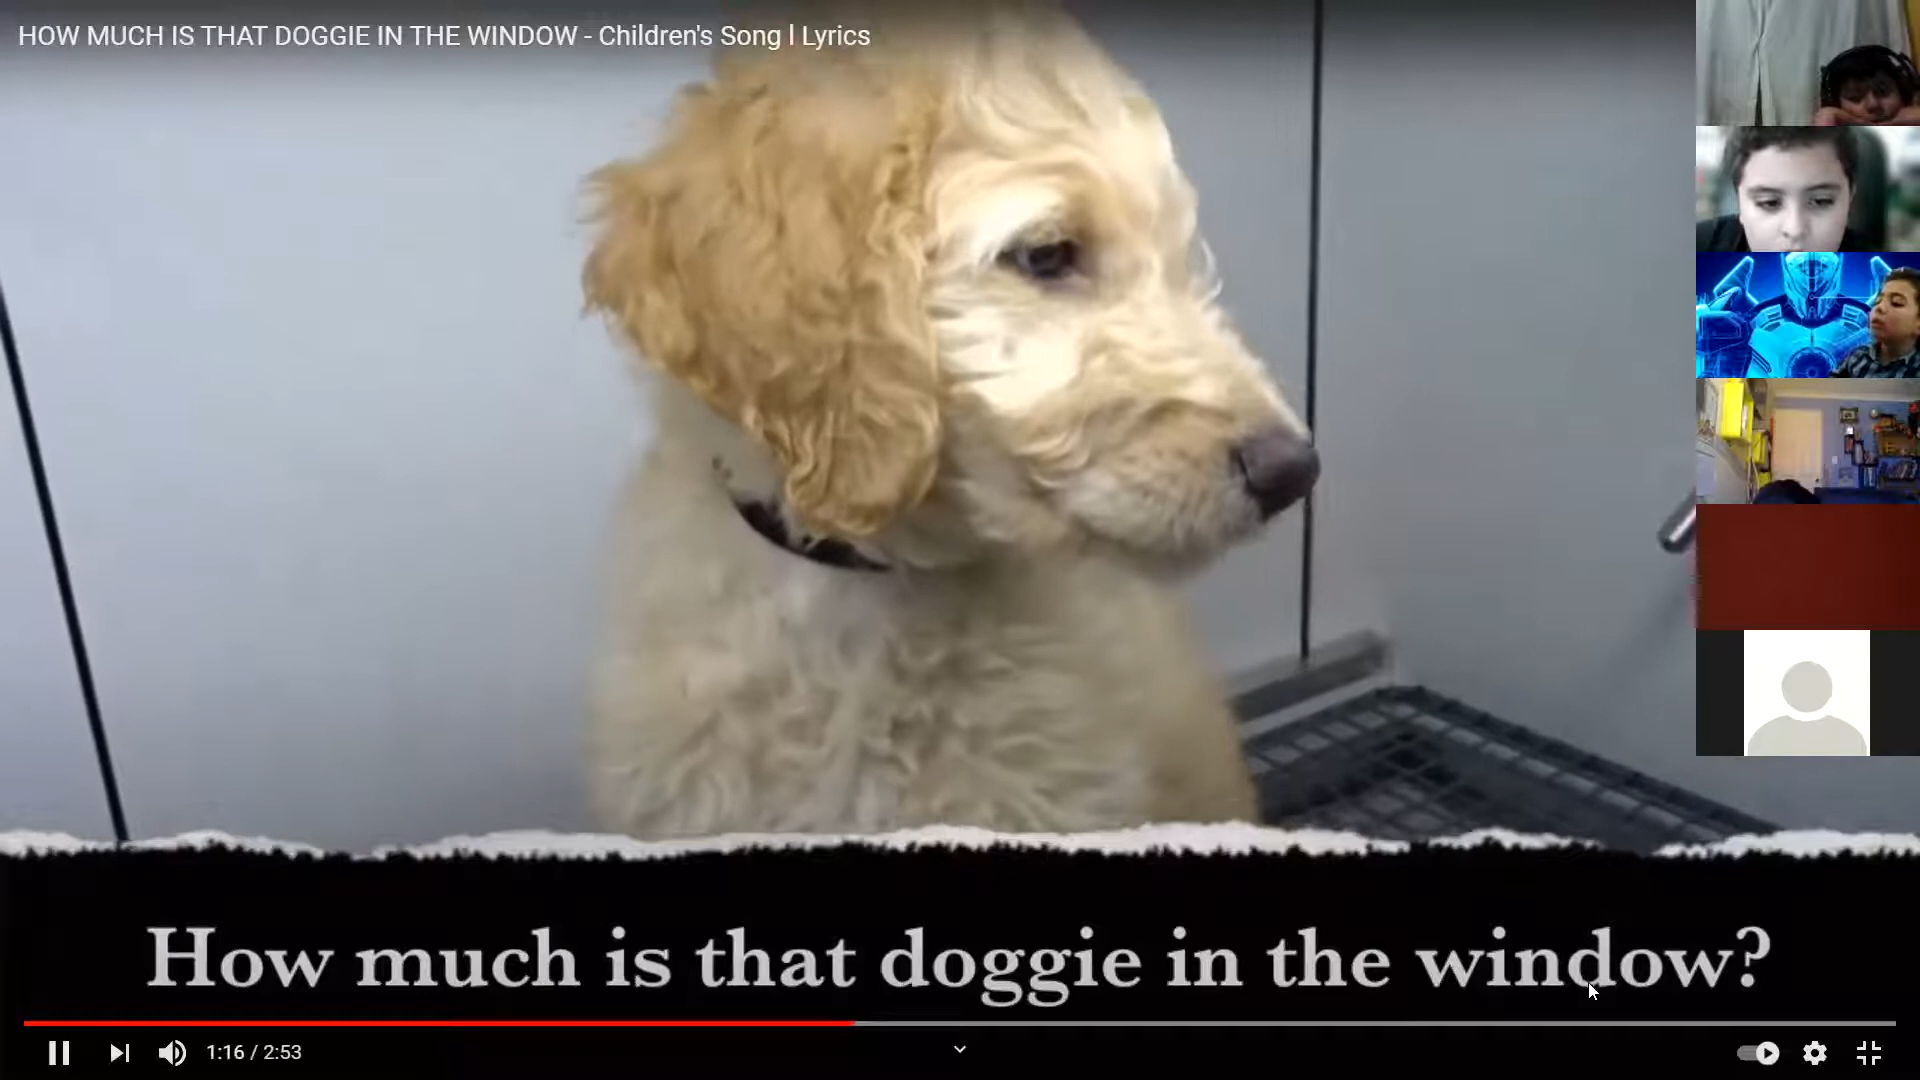 HOW MUCH IS THAT DOGGIE IN THE WINDOW - Children's Song l Lyrics
How much is that doggie in the window?
1:16 / 2:53